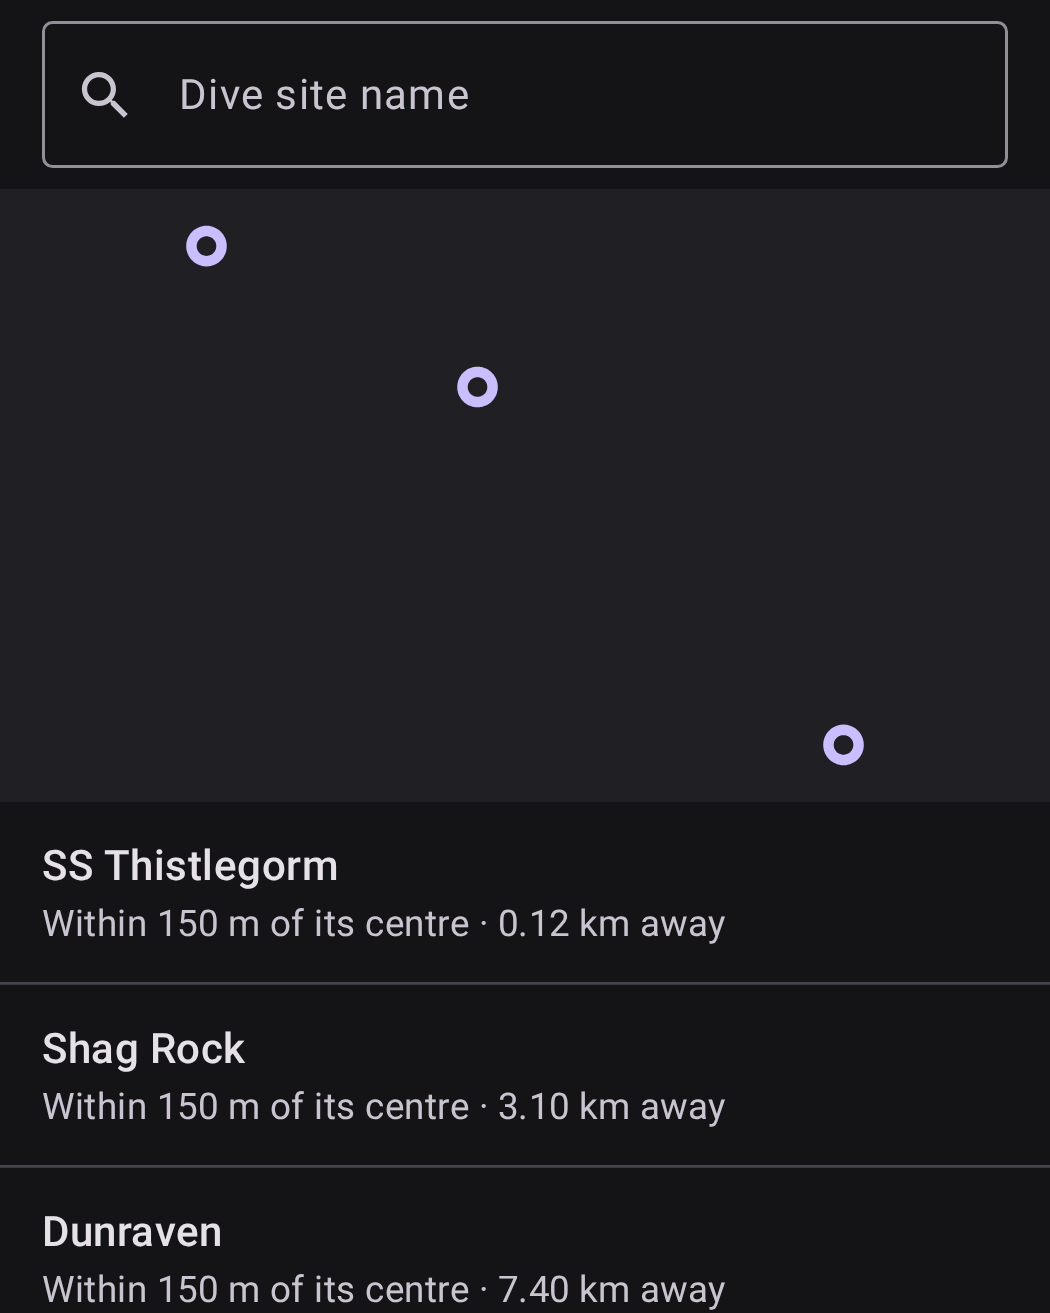 Dive site name
SS Thistlegorm
Within 150 m of its centre · 0.12 km away
Shag Rock
Within 150 m of its centre · 3.10 km away
Dunraven
Within 150 m of its centre · 7.40 km away